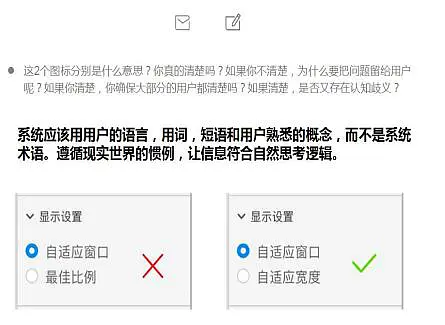 这2个图标分别是什么意思？你真的清楚吗？如果你不清楚，为什么要把问题留给用户
呢？如果你清楚，你确保大部分的用户都清楚吗？如果清楚，是否又存在认知歧义？
系统应该用用户的语言，用词，短语和用户熟悉的概念，而不是系统
术语。遵循现实世界的惯例，让信息符合自然思考逻辑。
显示设置
自适应窗口
最佳比例
显示设置
自适应窗口
自适应宽度